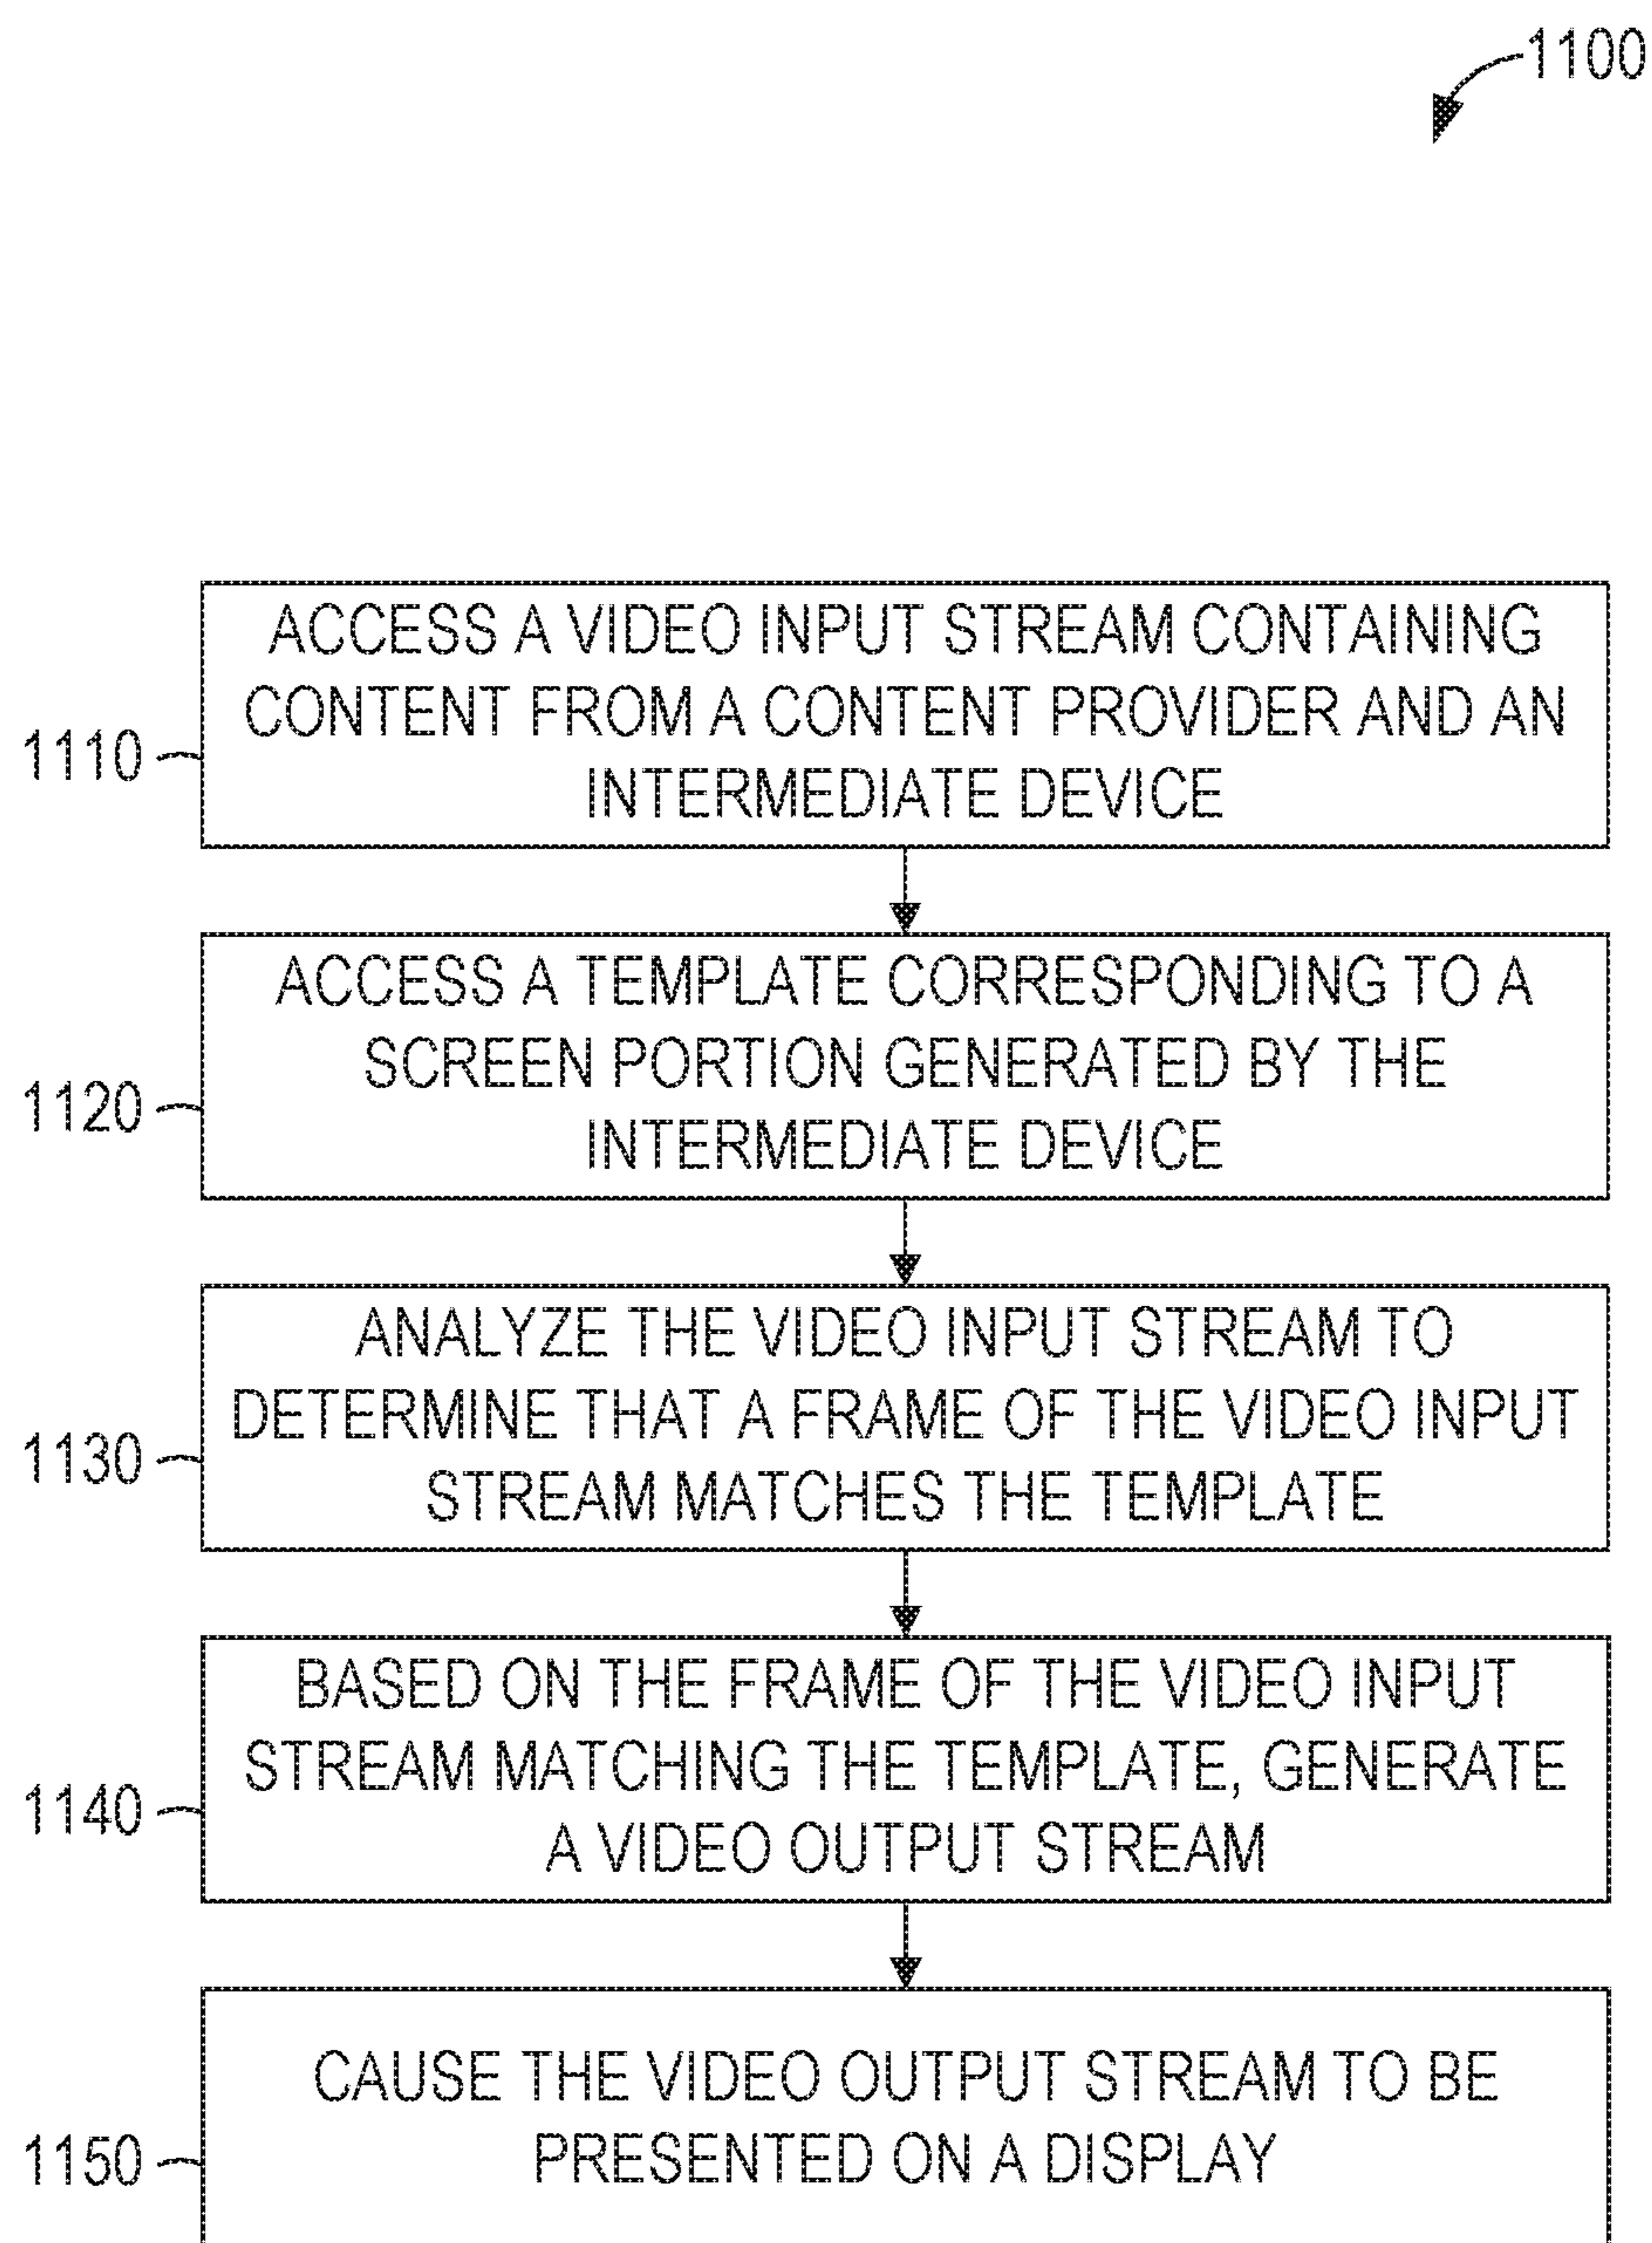 1100
ACCESS A VIDEO INPUT STREAM CONTAINING
CONTENT FROM A CONTENT PROVIDER AND AN
INTERMEDIATE DEVICE
1110
ACCESS A TEMPLATE CORRESPONDING TO A
SCREEN PORTION GENERATED BY THE
INTERMEDIATE DEVICE
1120
ANALYZE THE VIDEO INPUT STREAM TO
DETERMINE THAT A FRAME OF THE VIDEO INPUT
STREAM MATCHES THE TEMPLATE
1130
BASED ON THE FRAME OF THE VIDEO INPUT
STREAM MATCHING THE TEMPLATE, GENERATE
A VIDEO OUTPUT STREAM
1140
CAUSE THE VIDEO OUTPUT STREAM TO BE
PRESENTED ON A DISPLAY
1150